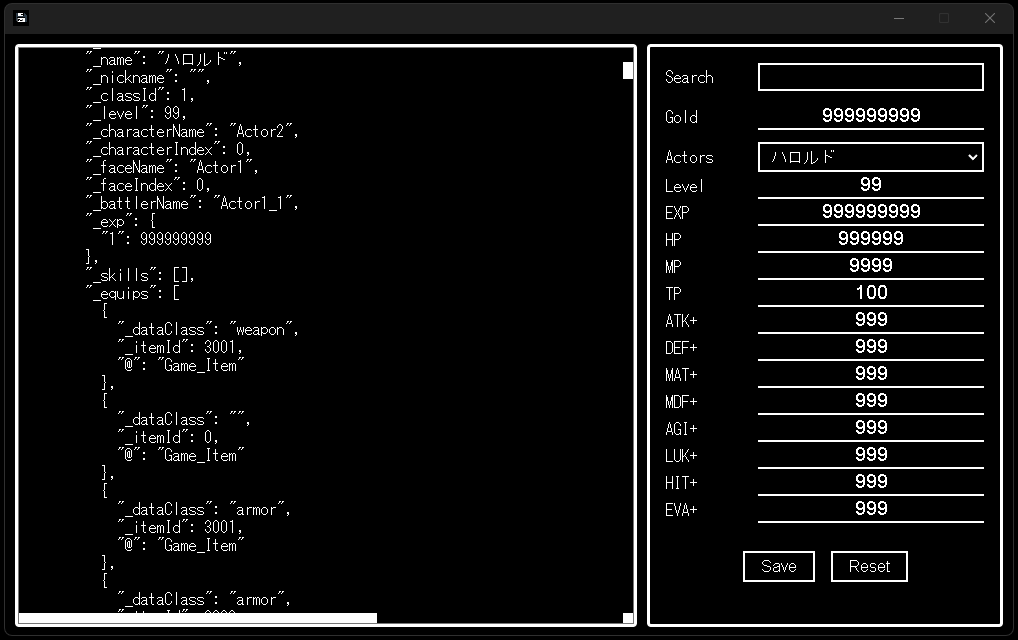 "_name": "ハロルド",
"_nickname": "",
"_classId": 1,
"_level": 99,
"_characterName": "Actor2",
"_characterIndex": 0,
"_faceName": "Actor1",
"_faceIndex": 0,
"_battlerName": "Actor1_1",
"_exp": {
"1": 999999999
},
"_skills": [],
"_equips": [
{
"_dataClass": "weapon",
"_itemId": 3001,
"@": "Game_Item"
},
{
"_dataClass": "",
"_itemId": 0,
"@": "Game_Item"
},
{
"_dataClass": "armor",
"_itemId": 3001,
"@": "Game_Item"
},
{
"_dataClass": "armor",
Search
Gold 999999999
Actors ハロルド
Level 99
EXP 999999999
HP 999999
MP 9999
TP 100
ATK+ 999
DEF+ 999
MAT+ 999
MDF+ 999
AGI+ 999
LUK+ 999
HIT+ 999
EVA+ 999
Save Reset